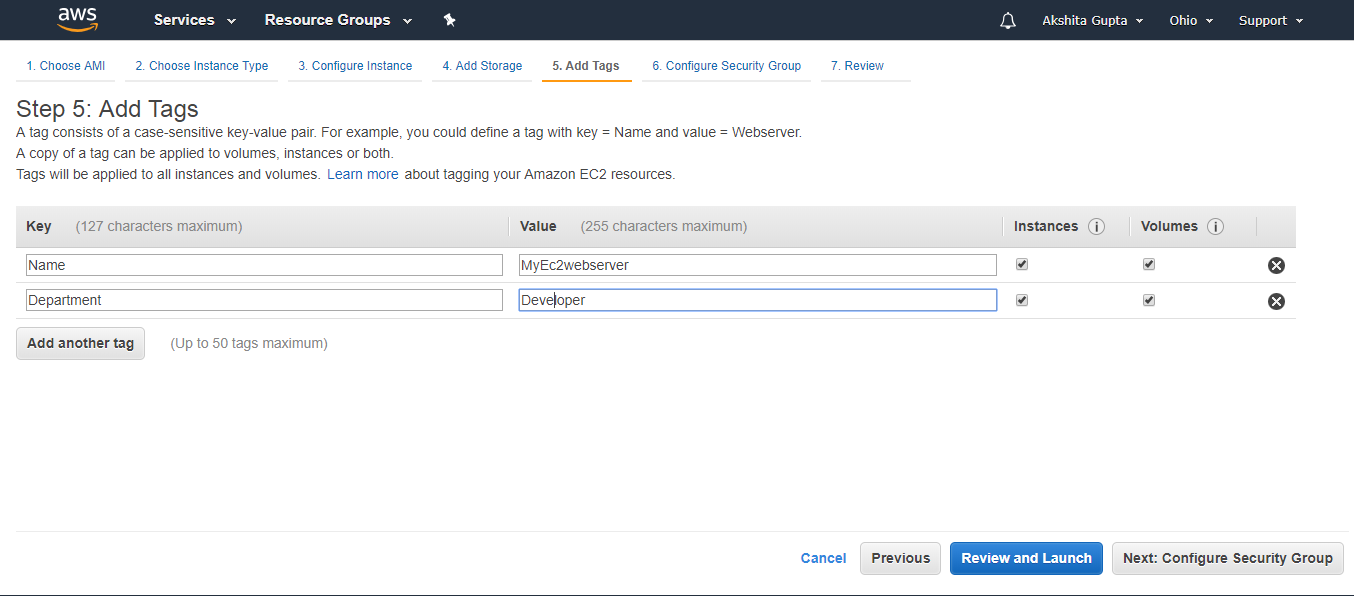 aws Services Resource Groups Akshita Gupta Ohio Support
1. Choose AMI 2. Choose Instance Type 3. Configure Instance 4. Add Storage 5. Add Tags 6. Configure Security Group 7. Review
Step 5: Add Tags
A tag consists of a case-sensitive key-value pair. For example, you could define a tag with key = Name and value = Webserver.
A copy of a tag can be applied to volumes, instances or both.
Tags will be applied to all instances and volumes. Learn more about tagging your Amazon EC2 resources.
Key (127 characters maximum) Value (255 characters maximum) Instances i Volumes i
Name MyEc2webserver
Department Developer
Add another tag (Up to 50 tags maximum)
Cancel Previous Review and Launch Next: Configure Security Group